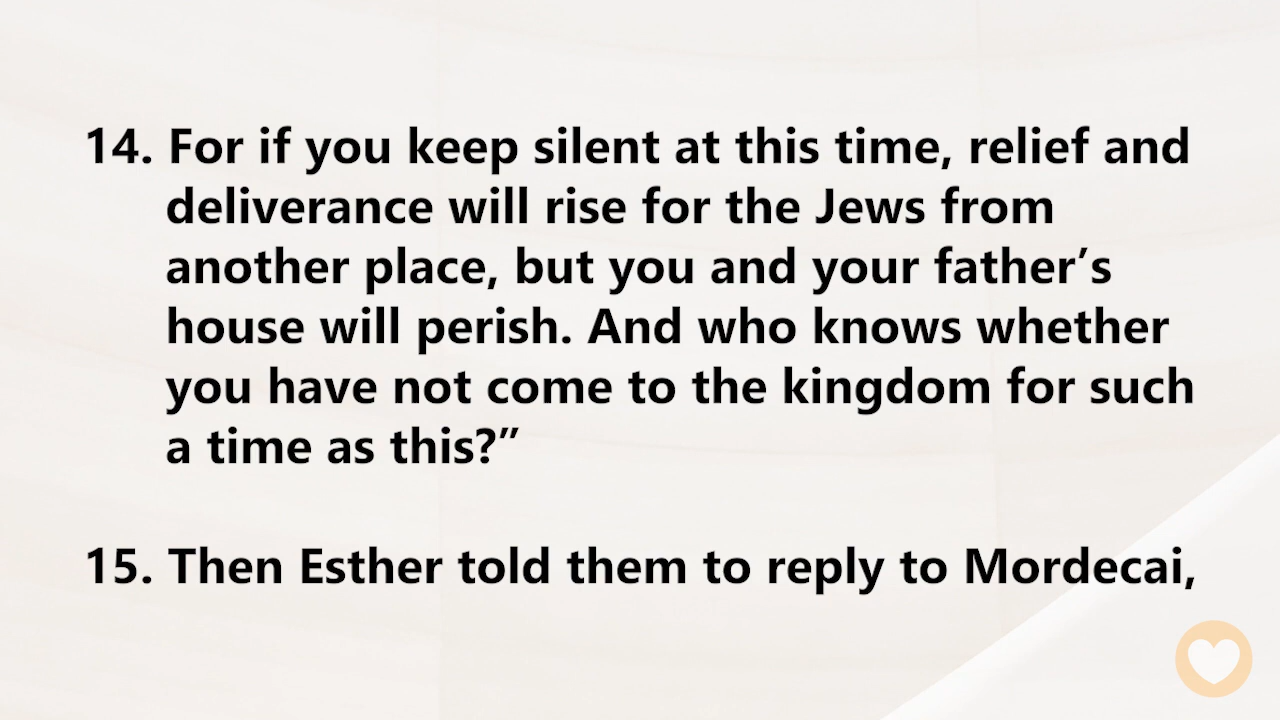 14. For if you keep silent at this time, relief and
deliverance will rise for the Jews from
another place, but you and your father’s
house will perish. And who knows whether
you have not come to the kingdom for such
a time as this?”
15. Then Esther told them to reply to Mordecai,